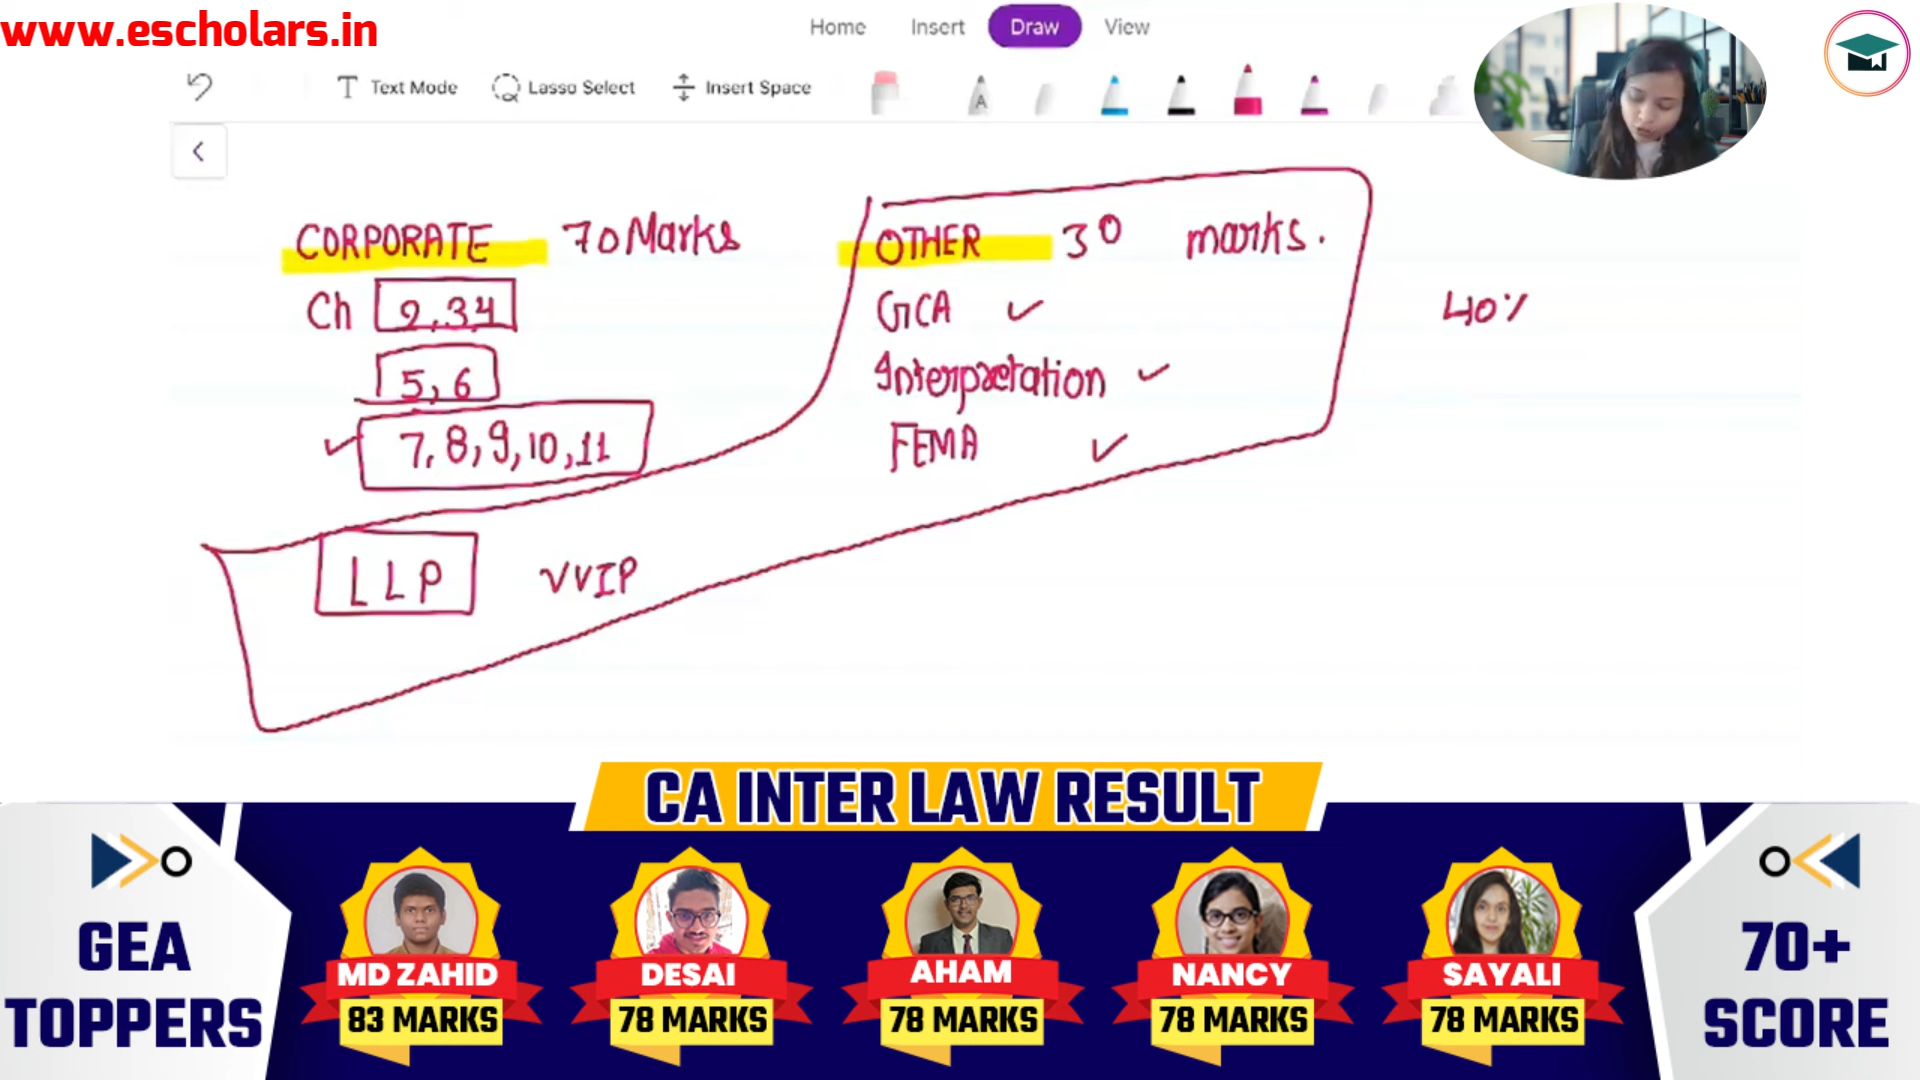 www.escholars.in
Home Insert Draw View
Text Mode Lasso Select Insert Space
A
CORPORATE 70 Marks
Ch 2,3,4
5, 6
7, 8, 9, 10, 11
LLP VVIP
OTHER 30 marks.
GCA
Interpretation
FEMA
40%
CA INTER LAW RESULT
GEA
TOPPERS
MD ZAHID
83 MARKS
DESAI
78 MARKS
AHAM
78 MARKS
NANCY
78 MARKS
SAYALI
78 MARKS
70+
SCORE